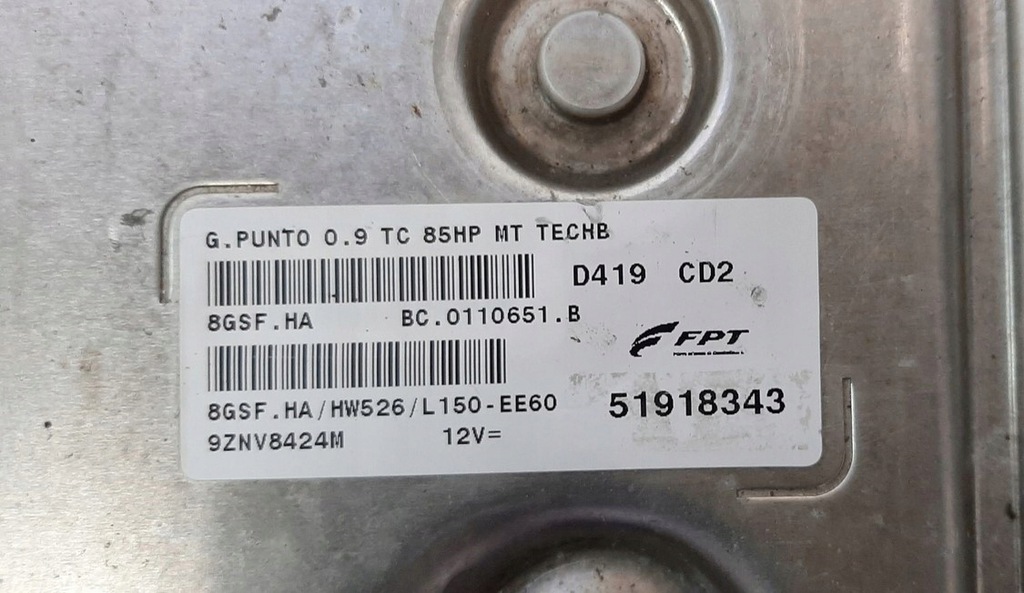 G.PUNTO 0.9 TC 85HP MT TECHB
D419 CD2
8GSF.HA BC.0110651.B
FPT
8GSF.HA/HW526/L150-EE60
51918343
9ZNV8424M 12V=